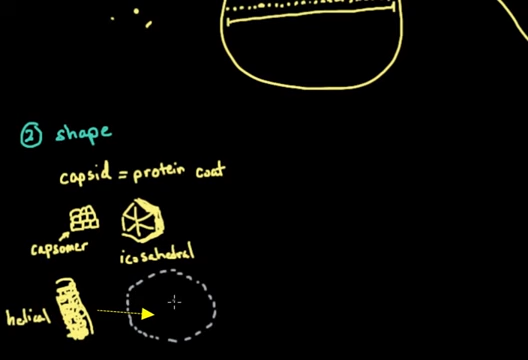 ② shape
capsid = protein coat
capsomer
icosahedral
helical